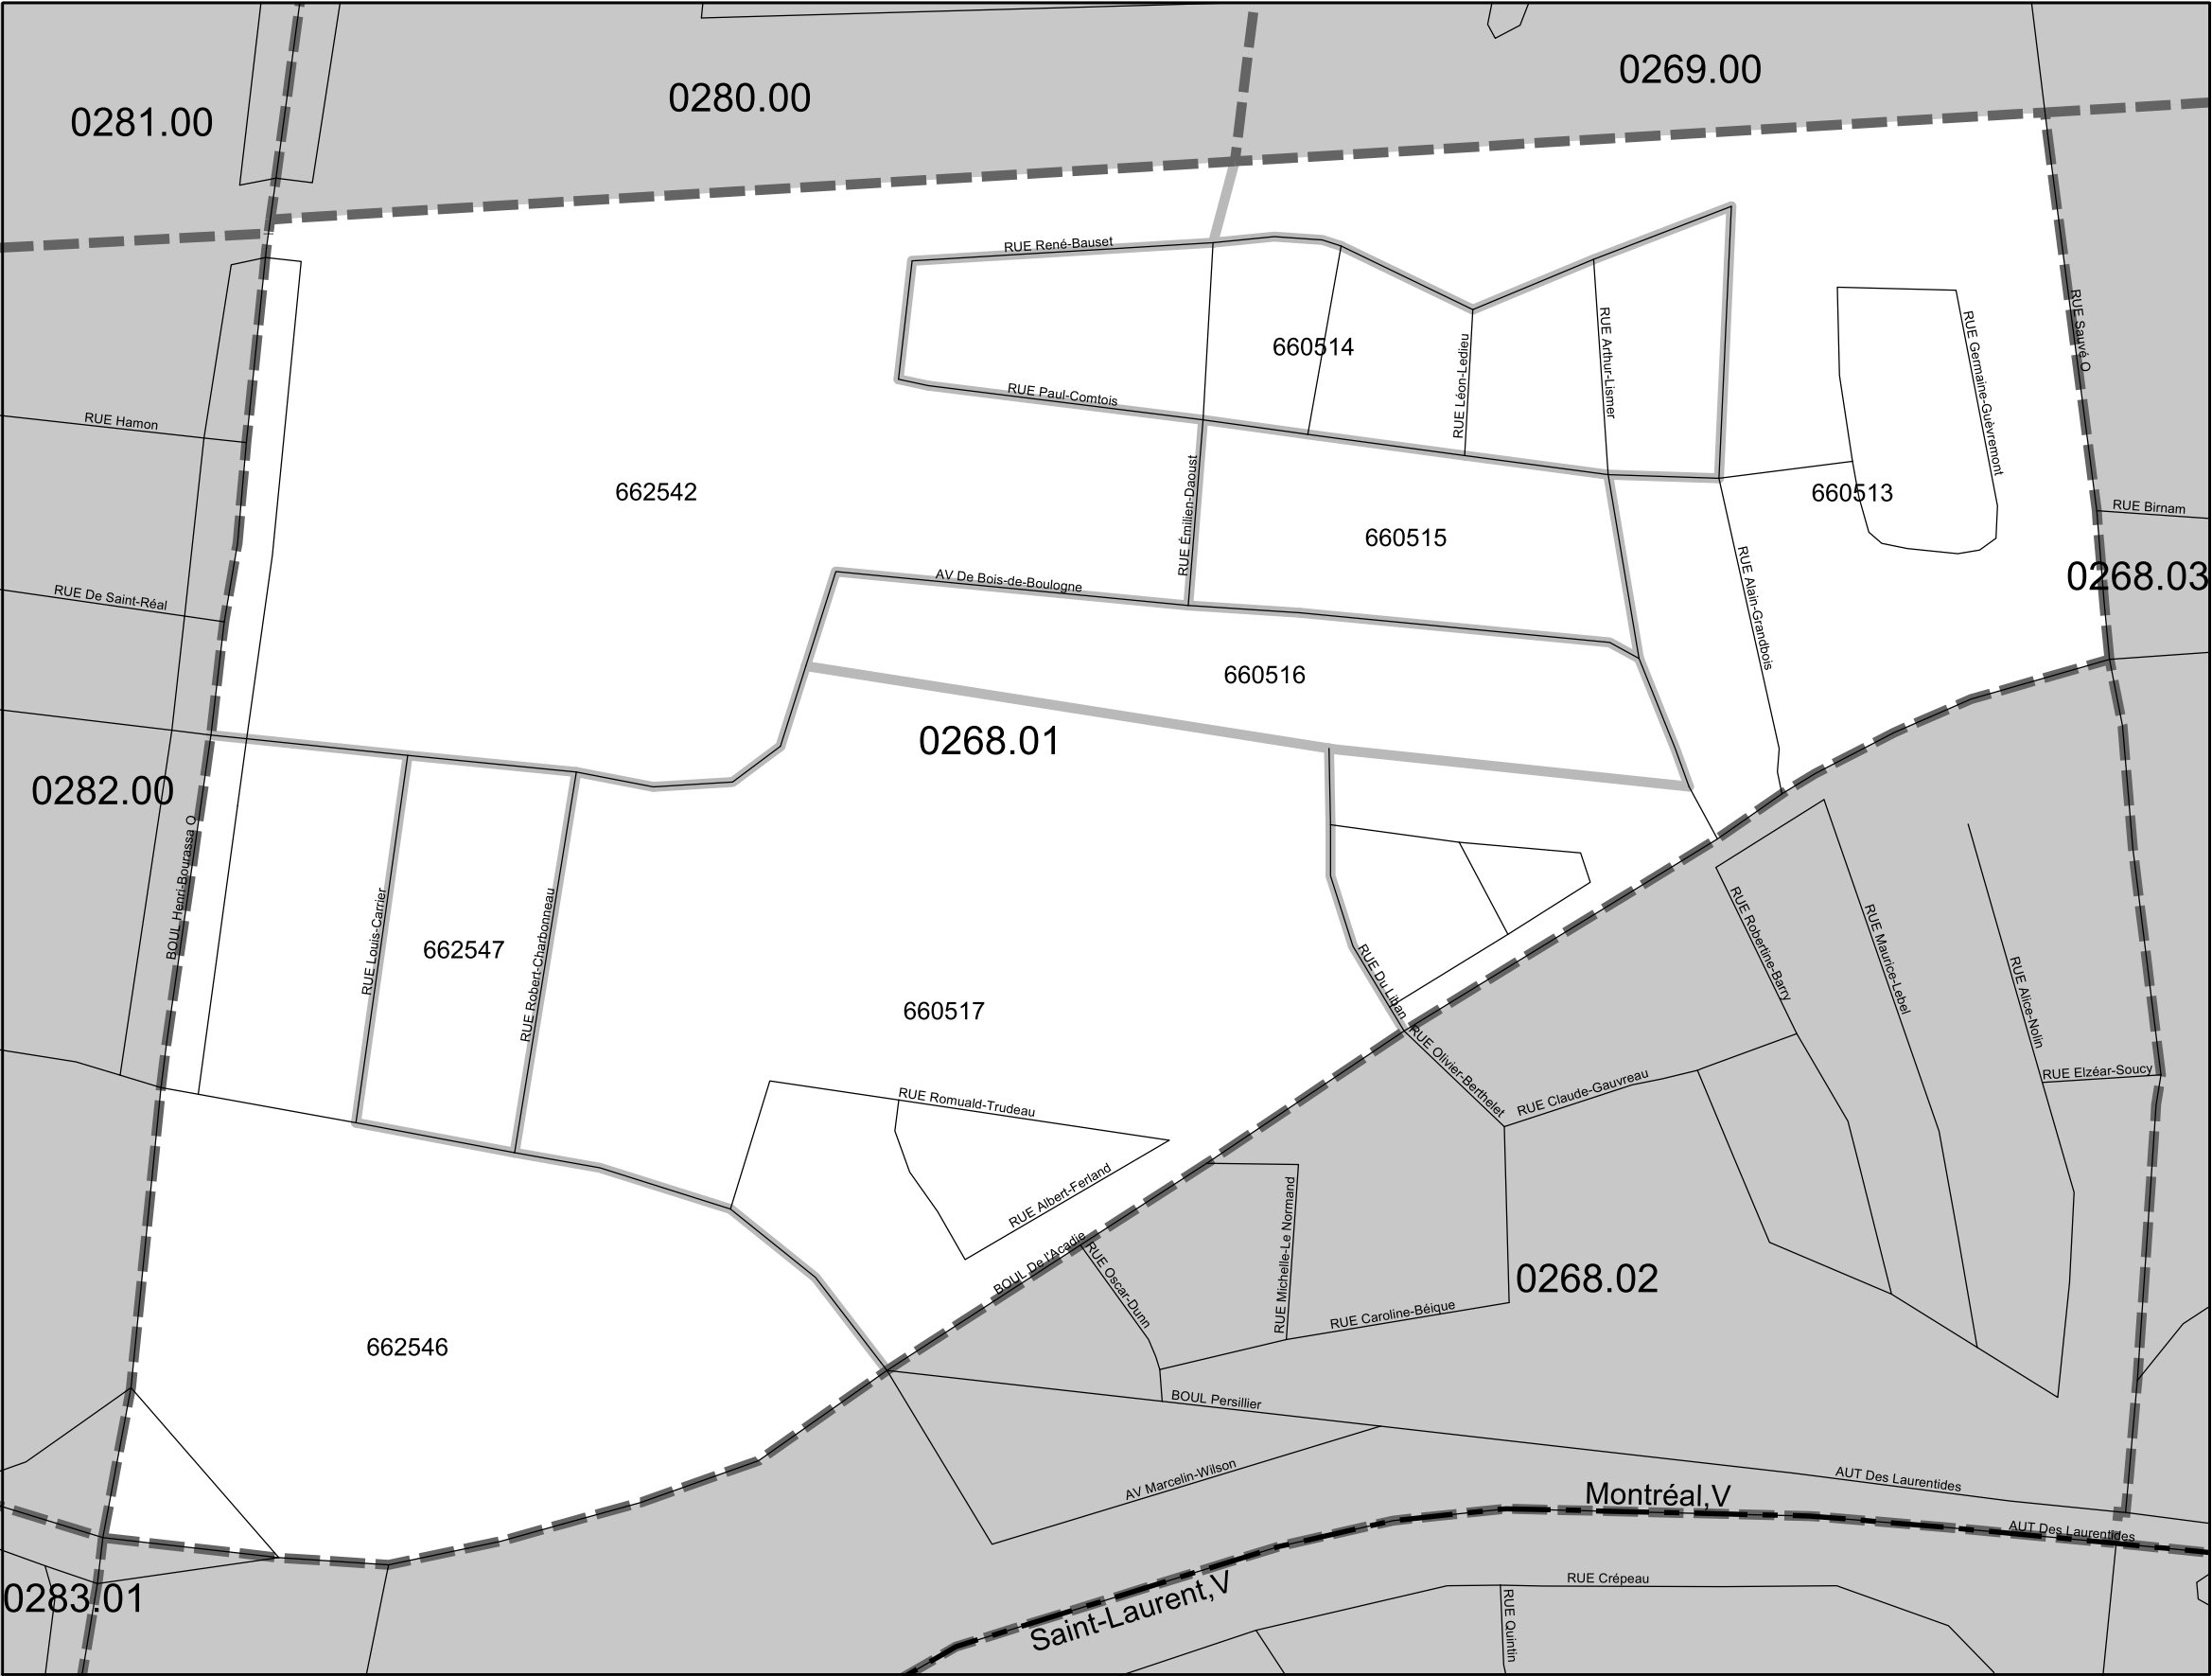 0269.00
0280.00
0281.00
RUE René-Bauset
RUE Sauvé O
RUE Germaine-Guèvremont
RUE Arthur-Lismer
660514
RUE Léon-Ledieu
RUE Paul-Comtois
RUE Hamon
662542
660513
RUE Birnam
RUE Émilien-Daoust
660515
0268.03
AV De Bois-de-Boulogne
RUE De Saint-Réal
RUE Alain-Grandbois
660516
0268.01
0282.00
BOUL Henri-Bourassa O
RUE Louis-Carrier
662547
RUE Robert-Charbonneau
RUE Robertine-Barry
RUE Maurice-Lebel
RUE Alice-Nolin
RUE Du Liban
660517
RUE Olivier-Berthelet
RUE Elzéar-Soucy
RUE Claude-Gauvreau
RUE Romuald-Trudeau
RUE Albert-Ferland
BOUL De l'Acadie
RUE Oscar-Dunn
RUE Michelle-Le Normand
0268.02
RUE Caroline-Béique
662546
BOUL Persillier
AV Marcelin-Wilson
AUT Des Laurentides
Montréal,V
AUT Des Laurentides
0283.01
Saint-Laurent,V
RUE Crépeau
RUE Quintin